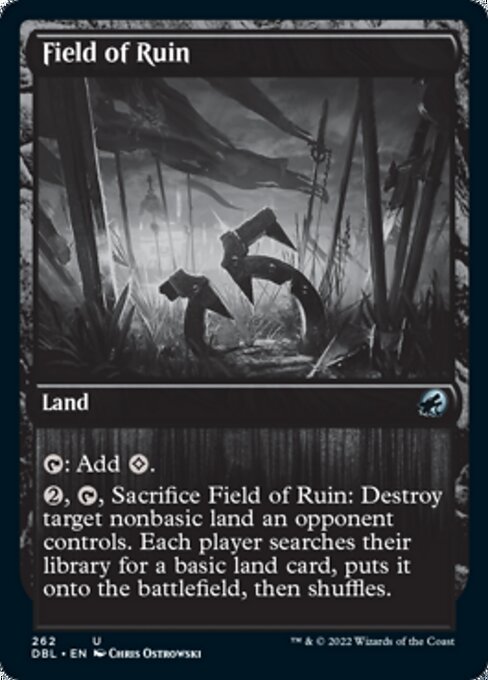 Field of Ruin
Land
: Add .
2, , Sacrifice Field of Ruin: Destroy
target nonbasic land an opponent
controls. Each player searches their
library for a basic land card, puts it
onto the battlefield, then shuffles.
262 U
DBL • EN Chris Ostrowski
™ & © 2022 Wizards of the Coast